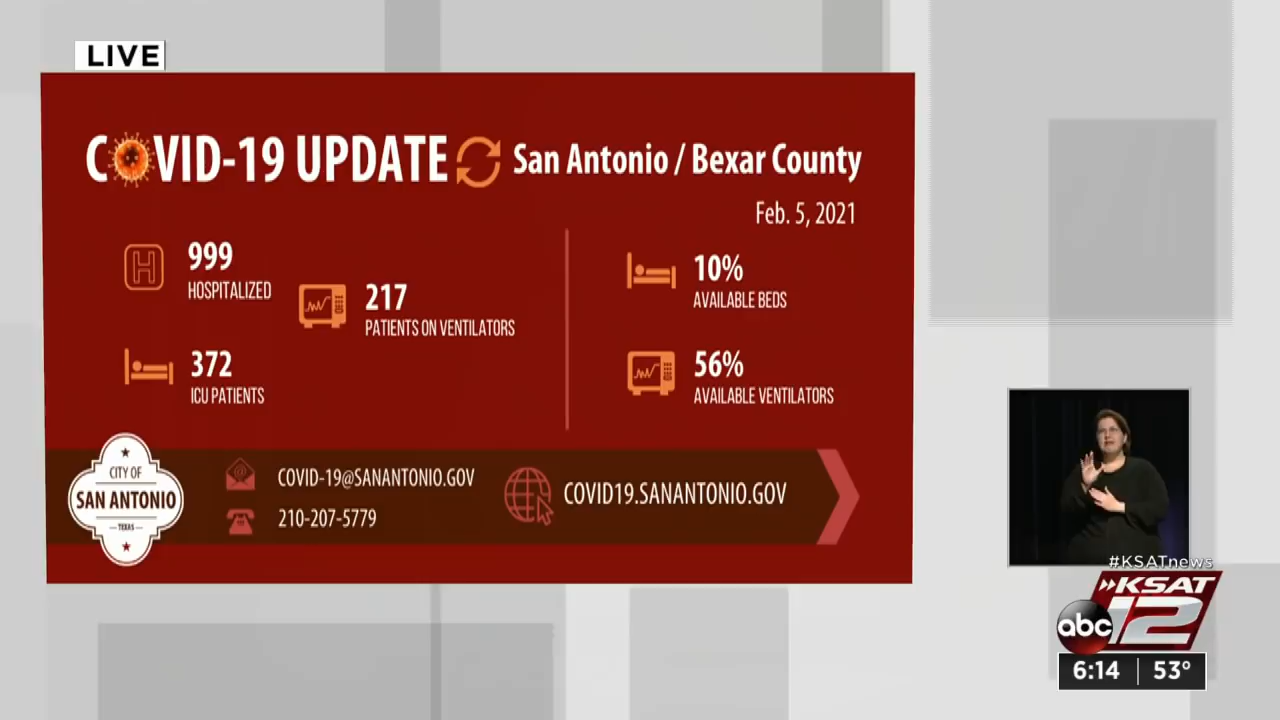 LIVE
COVID-19 UPDATE San Antonio / Bexar County
Feb. 5, 2021
999
HOSPITALIZED
217
PATIENTS ON VENTILATORS
372
ICU PATIENTS
10%
AVAILABLE BEDS
56%
AVAILABLE VENTILATORS
CITY OF
SAN ANTONIO
TEXAS
COVID-19@SANANTONIO.GOV
210-207-5779
COVID19.SANANTONIO.GOV
#KSATnews
KSAT
abc 12
6:14 53°